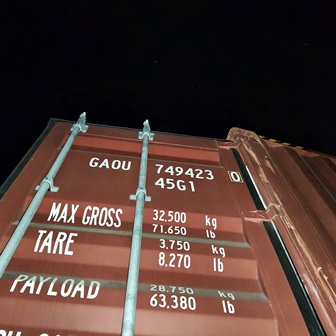 GAOU 749423 0
45G1
MAX GROSS 32,500 kg
71,650 lb
TARE 3,750 kg
8,270 lb
PAYLOAD 28,750 kg
63,380 lb